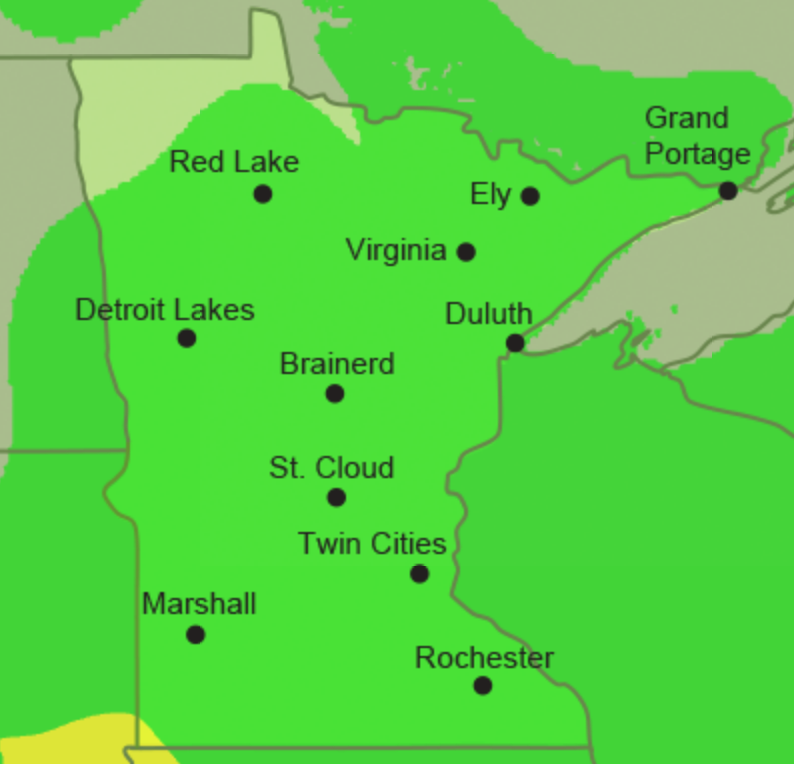 Grand
Portage
Red Lake
Ely
Virginia
Detroit Lakes
Duluth
Brainerd
St. Cloud
Twin Cities
Marshall
Rochester